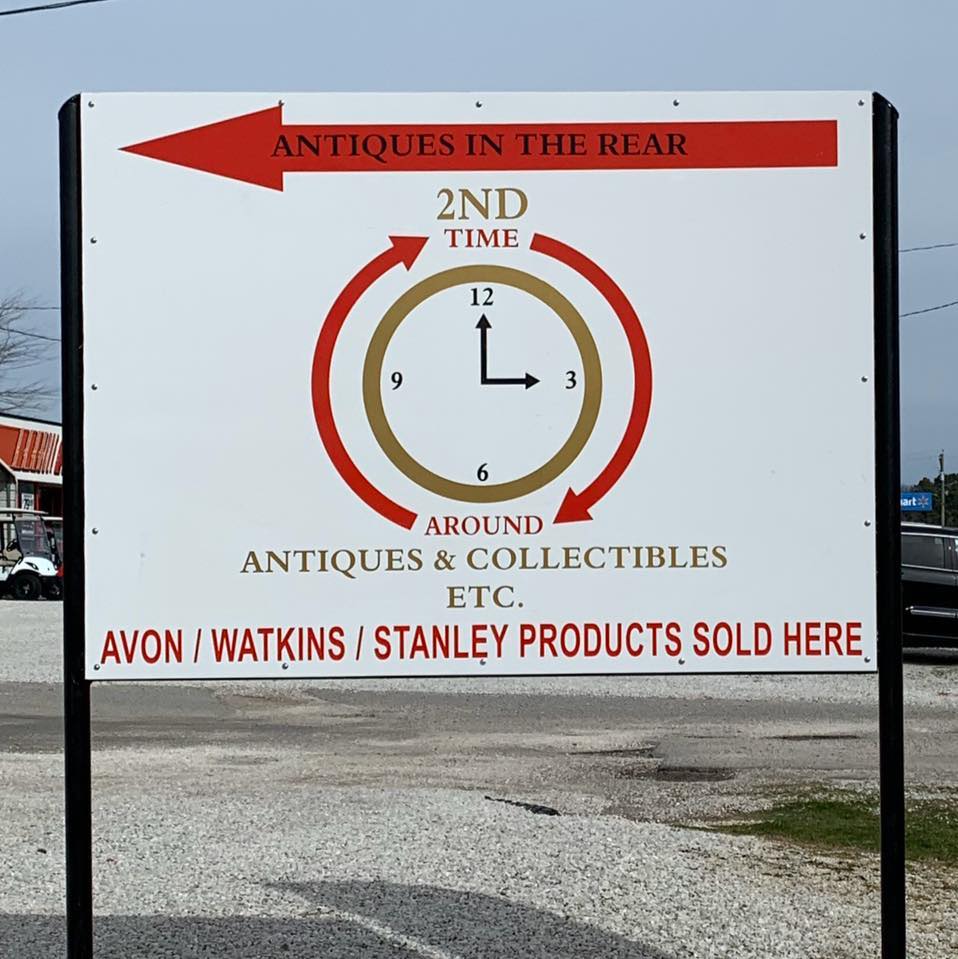 ANTIQUES IN THE REAR
2ND
TIME
12
9
3
6
AROUND
ANTIQUES & COLLECTIBLES
ETC.
AVON / WATKINS / STANLEY PRODUCTS SOLD HERE
art